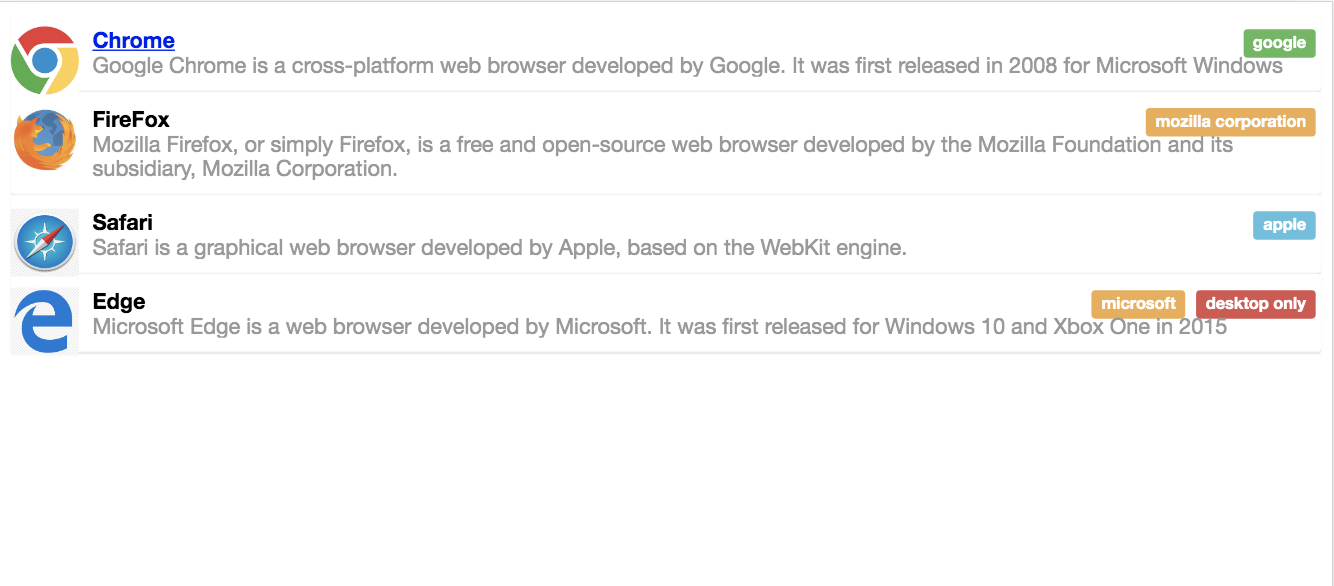 Chrome
google
Google Chrome is a cross-platform web browser developed by Google. It was first released in 2008 for Microsoft Windows
FireFox
mozilla corporation
Mozilla Firefox, or simply Firefox, is a free and open-source web browser developed by the Mozilla Foundation and its
subsidiary, Mozilla Corporation.
Safari
apple
Safari is a graphical web browser developed by Apple, based on the WebKit engine.
Edge
microsoft desktop only
Microsoft Edge is a web browser developed by Microsoft. It was first released for Windows 10 and Xbox One in 2015